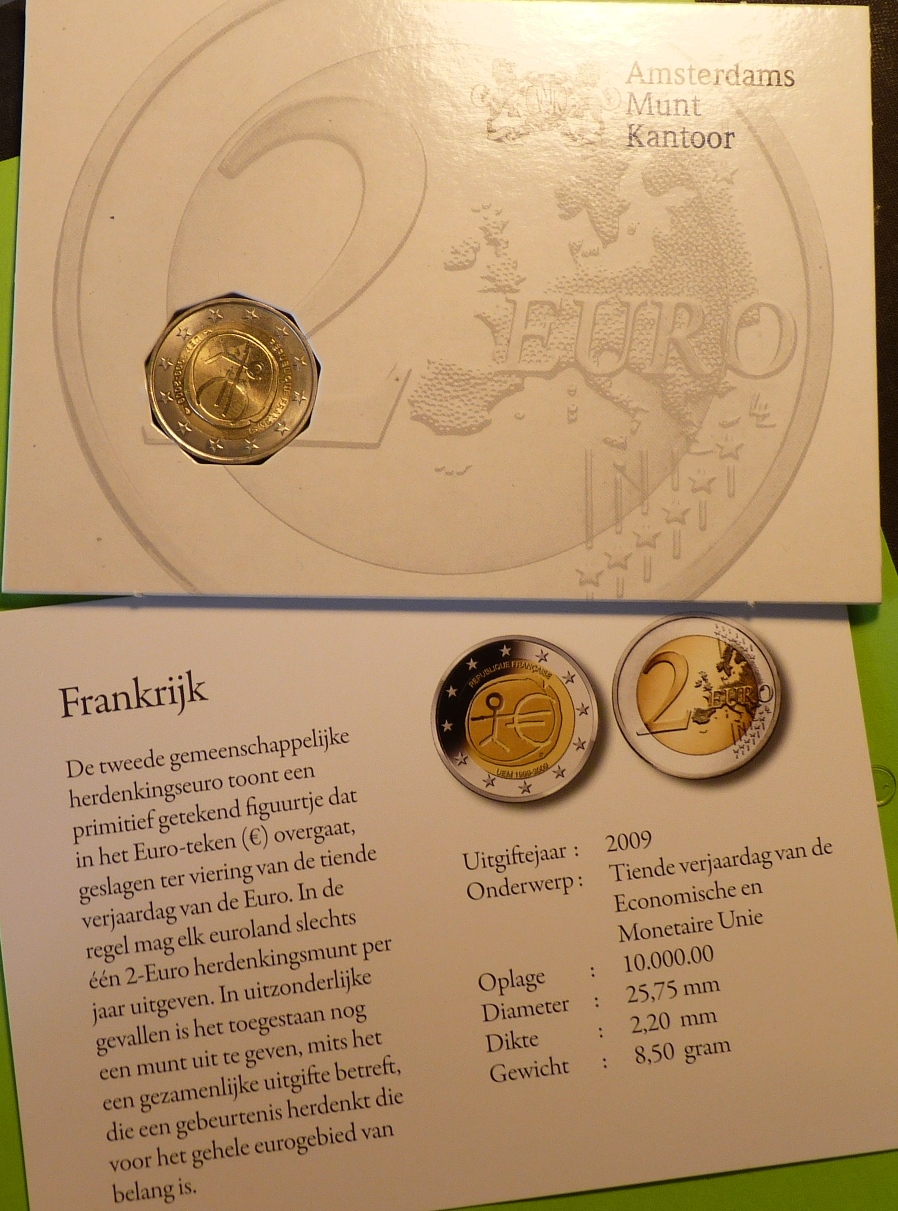 Amsterdams
Munt
Kantoor
2 EURO
Frankrijk
De tweede gemeenschappelijke
herdenkingseuro toont een
primitief getekend figuurtje dat
in het Euro-teken (€) overgaat,
geslagen ter viering van de tiende
verjaardag van de Euro. In de
regel mag elk euroland slechts
één 2-Euro herdenkingsmunt per
jaar uitgeven. In uitzonderlijke
gevallen is het toegestaan nog
een munt uit te geven, mits het
een gezamenlijke uitgifte betreft,
die een gebeurtenis herdenkt die
voor het gehele eurogebied van
belang is.
REPUBLIQUE FRANÇAISE
€
UEM 1999-2009
2 EURO
Uitgiftejaar : 2009
Onderwerp : Tiende verjaardag van de
Economische en
Monetaire Unie
Oplage : 10.000.00
Diameter : 25,75 mm
Dikte : 2,20 mm
Gewicht : 8,50 gram